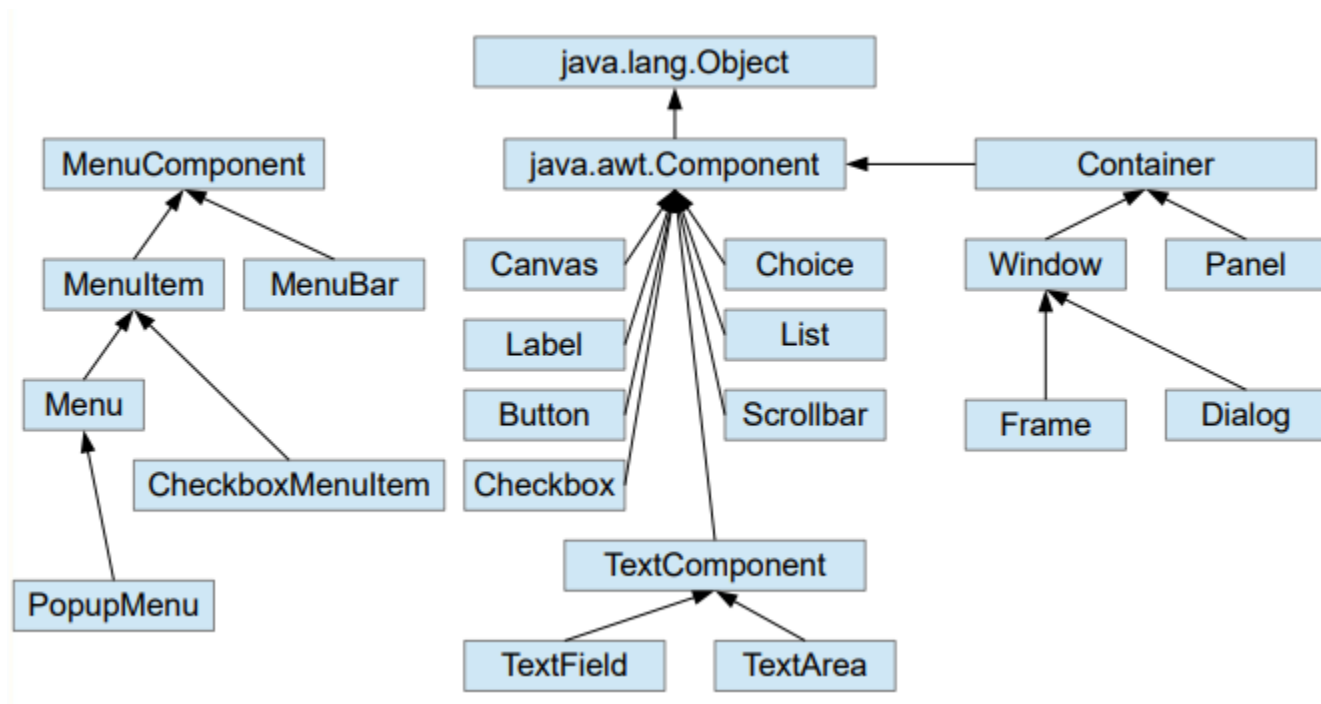 java.lang.Object
MenuComponent
java.awt.Component
Container
MenuItem
MenuBar
Canvas
Choice
Window
Panel
Label
List
Menu
Button
Scrollbar
Frame
Dialog
CheckboxMenuItem
Checkbox
TextComponent
PopupMenu
TextField
TextArea